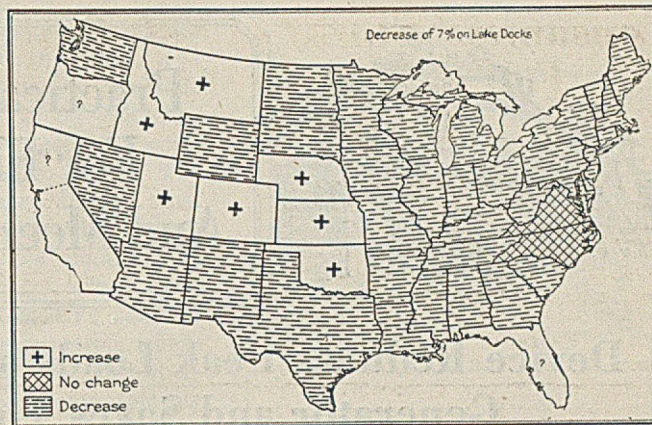 Decrease of 7% on Lake Docks
?
?
?
+
+
+
+
+
+
+
+ Increase
No change
Decrease